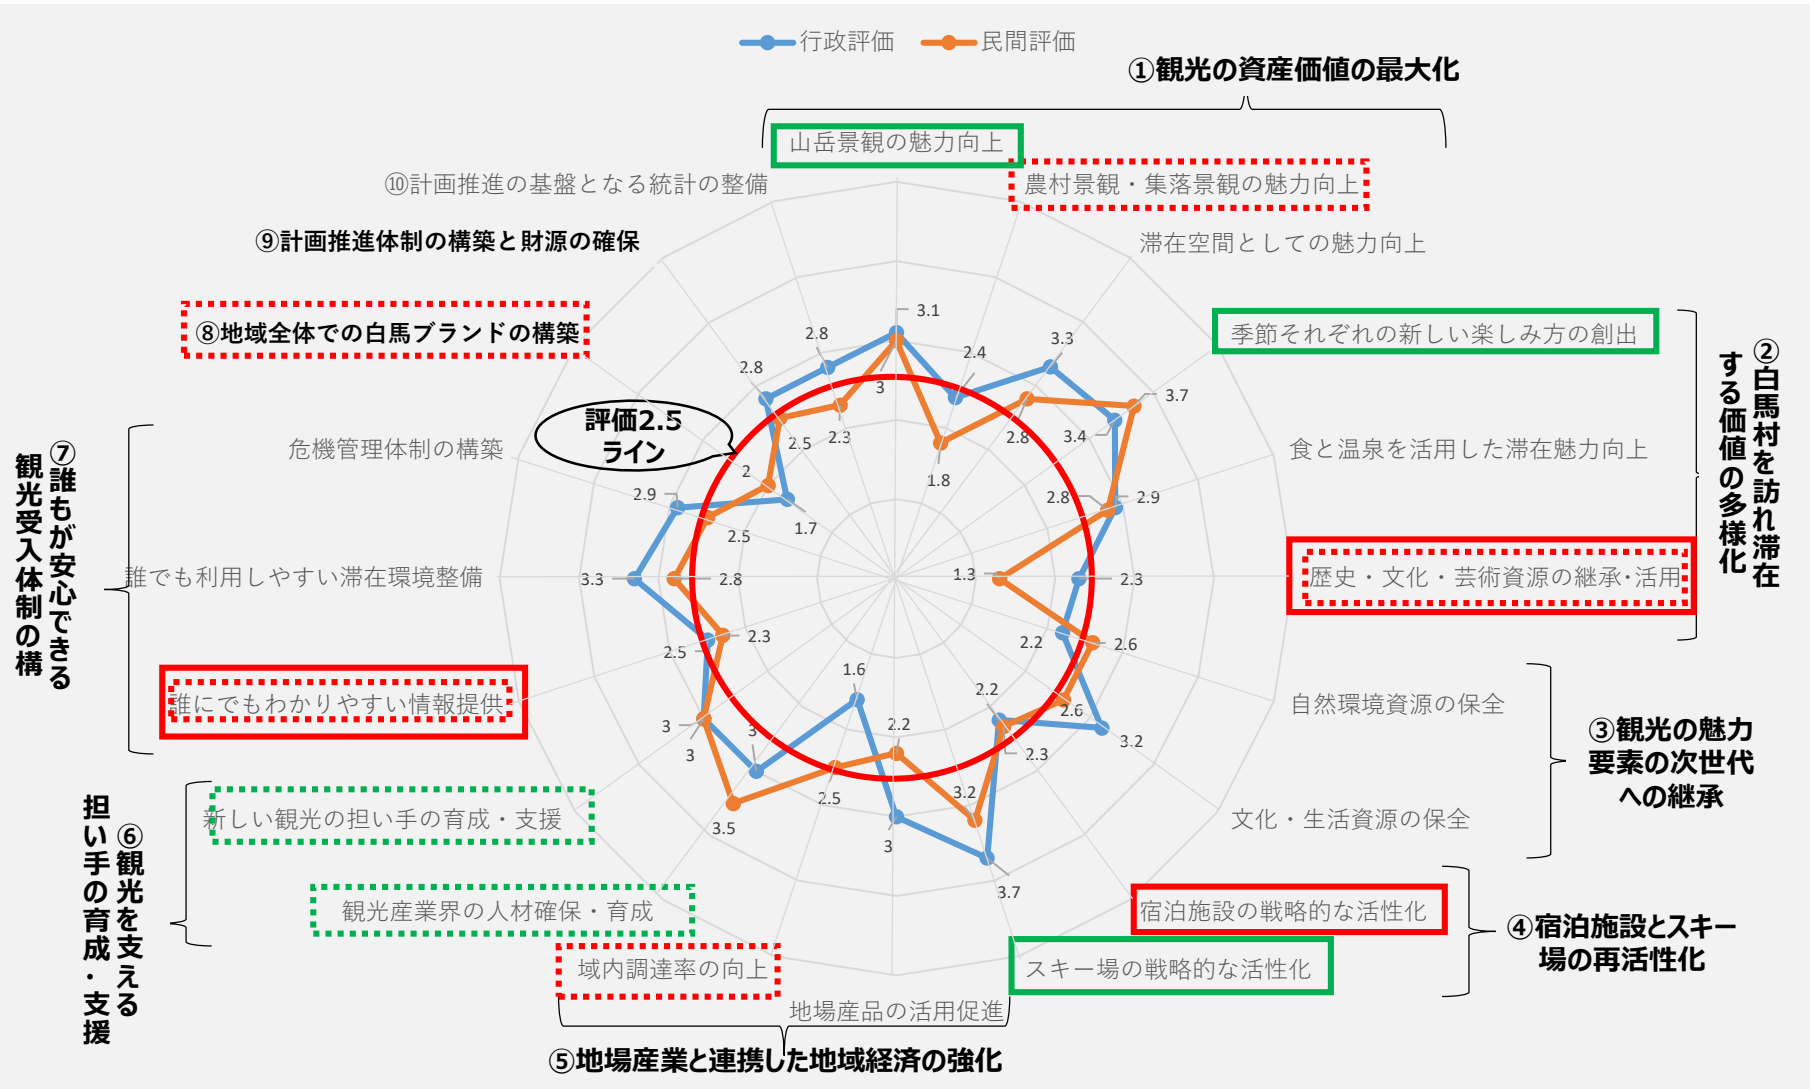 行政評価
民間評価
①観光の資産価値の最大化
山岳景観の魅力向上
農村景観・集落景観の魅力向上
⑩計画推進の基盤となる統計の整備
⑨計画推進体制の構築と財源の確保
滞在空間としての魅力向上
⑧地域全体での白馬ブランドの構築
季節それぞれの新しい楽しみ方の創出
②白馬村を訪れ滞在
する価値の多様化
評価2.5
ライン
危機管理体制の構築
食と温泉を活用した滞在魅力向上
⑦誰もが安心できる
観光受入体制の構
誰でも利用しやすい滞在環境整備
歴史・文化・芸術資源の継承・活用
誰にでもわかりやすい情報提供
自然環境資源の保全
③観光の魅力
要素の次世代
への継承
新しい観光の担い手の育成・支援
文化・生活資源の保全
⑥観光を支える
担い手の育成・支援
観光産業界の人材確保・育成
宿泊施設の戦略的な活性化
④宿泊施設とスキー
場の再活性化
域内調達率の向上
スキー場の戦略的な活性化
地場産品の活用促進
⑤地場産業と連携した地域経済の強化
3.1
2.4
3.3
3.4
2.9
2.3
2.2
3.2
2.2
3.7
3
1.6
3
3
2.5
3.3
2.9
1.7
2.8
2.8
3
1.8
2.8
3.7
2.8
1.3
2.6
2.6
2.3
3.2
2.2
2.5
3.5
3
2.3
2.8
2.5
2
2.5
2.3